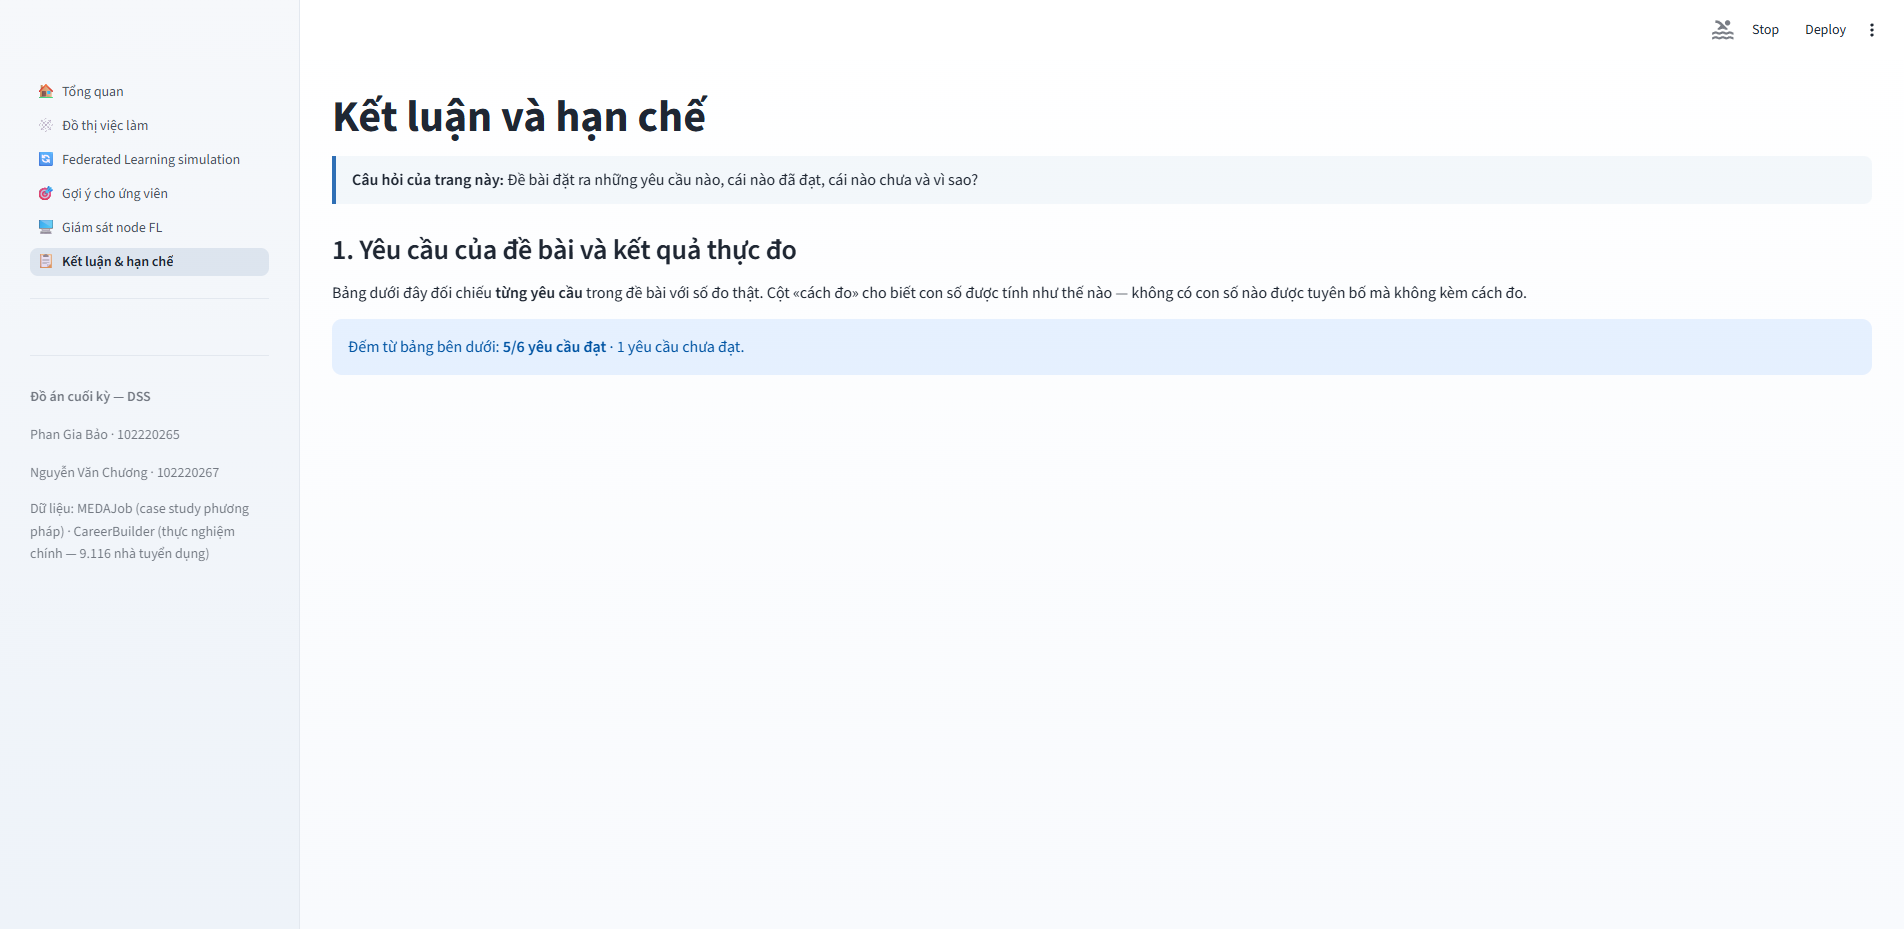 Stop
Deploy
Tổng quan
Đồ thị việc làm
Federated Learning simulation
Gợi ý cho ứng viên
Giám sát node FL
Kết luận & hạn chế
Đồ án cuối kỳ — DSS
Phan Gia Bảo · 102220265
Nguyễn Văn Chương · 102220267
Dữ liệu: MEDAJob (case study phương
pháp) · CareerBuilder (thực nghiệm
chính — 9.116 nhà tuyển dụng)
Kết luận và hạn chế
Câu hỏi của trang này: Đề bài đặt ra những yêu cầu nào, cái nào đã đạt, cái nào chưa và vì sao?
1. Yêu cầu của đề bài và kết quả thực đo
Bảng dưới đây đối chiếu từng yêu cầu trong đề bài với số đo thật. Cột «cách đo» cho biết con số được tính như thế nào — không có con số nào được tuyên bố mà không kèm cách đo.
Đếm từ bảng bên dưới: 5/6 yêu cầu đạt · 1 yêu cầu chưa đạt.